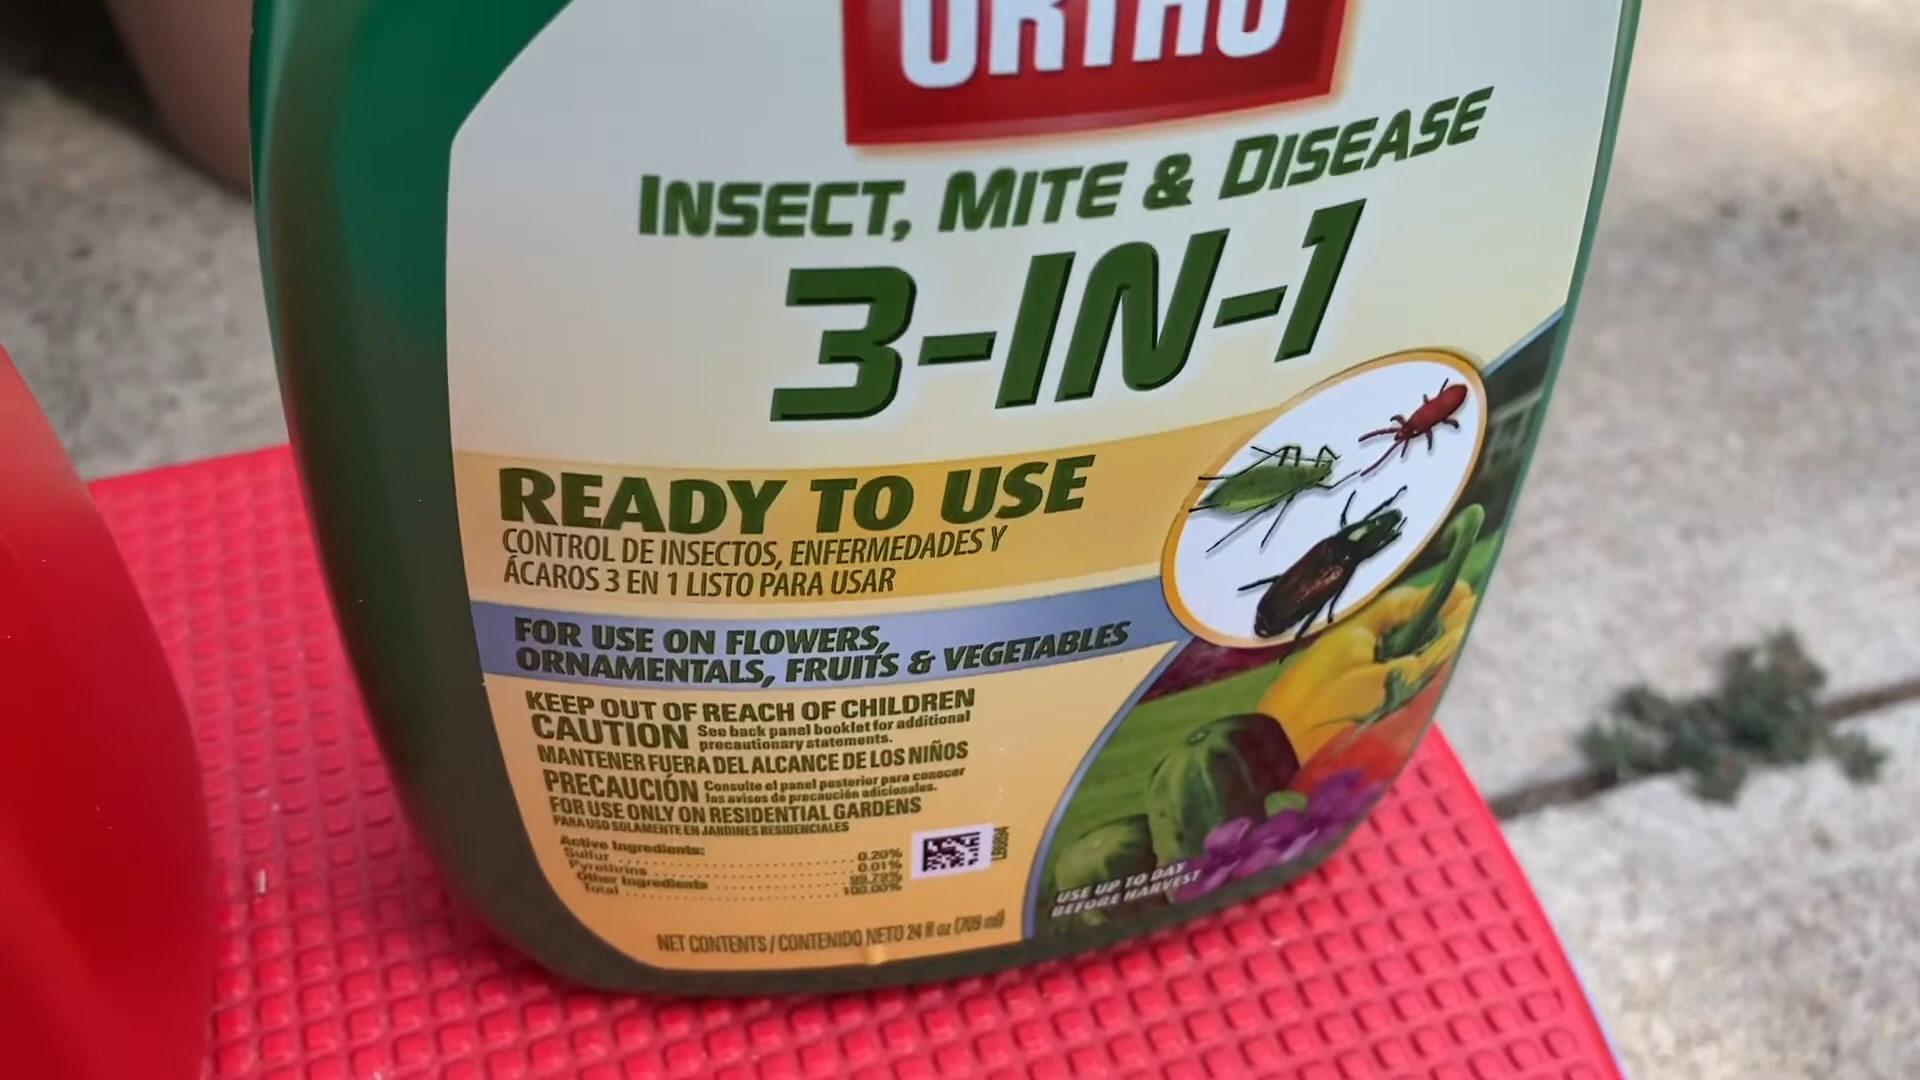 ORTHO
INSECT, MITE & DISEASE
3-IN-1
READY TO USE
CONTROL DE INSECTOS, ENFERMEDADES Y
ÁCAROS 3 EN 1 LISTO PARA USAR
FOR USE ON FLOWERS,
ORNAMENTALS, FRUITS & VEGETABLES
KEEP OUT OF REACH OF CHILDREN
CAUTION See back panel booklet for additional
precautionary statements.
MANTENER FUERA DEL ALCANCE DE LOS NIÑOS
PRECAUCIÓN Consulte el panel posterior para conocer
los avisos de precaución adicionales.
FOR USE ONLY ON RESIDENTIAL GARDENS
PARA USO SOLAMENTE EN JARDINES RESIDENCIALES
Active Ingredients:
Sulfur 0.20%
Pyrethrins 0.01%
Other Ingredients 99.79%
Total 100.00%
USE UP TO DAY
BEFORE HARVEST
NET CONTENTS / CONTENIDO NETO 24 fl oz (709 ml)